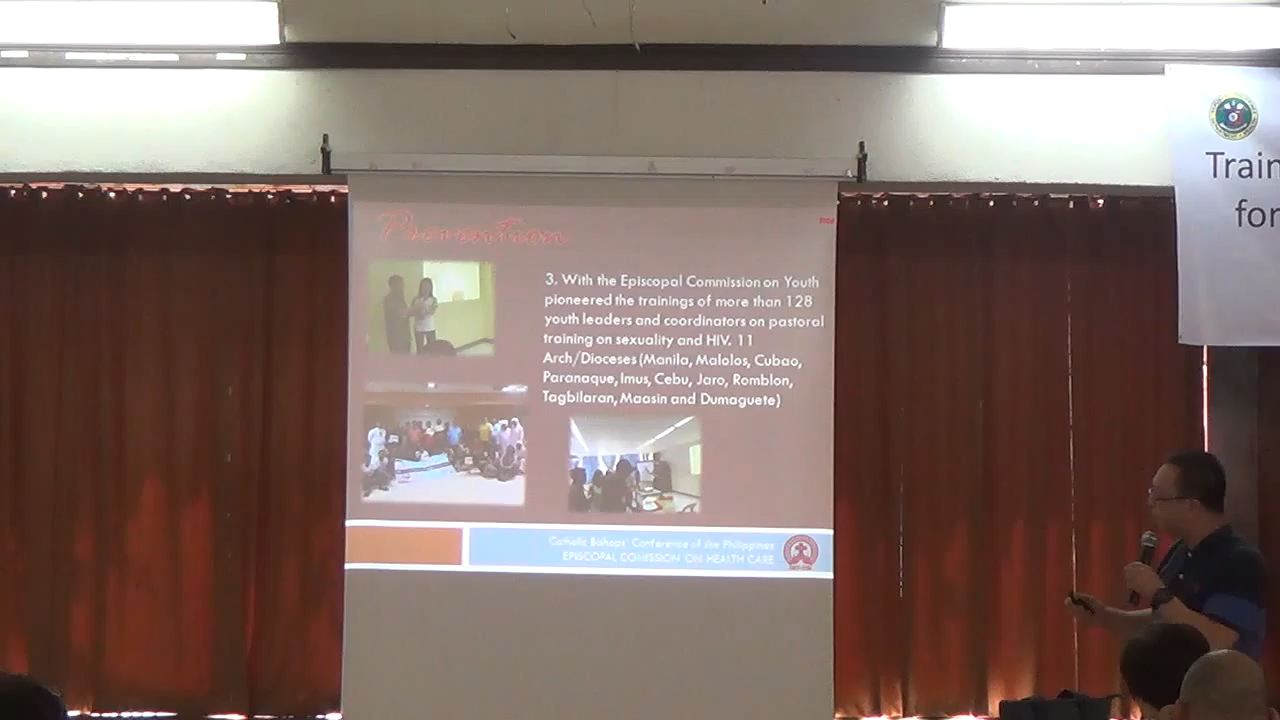 Prevention
3. With the Episcopal Commission on Youth
pioneered the trainings of more than 128
youth leaders and coordinators on pastoral
training on sexuality and HIV. 11
Arch/Dioceses (Manila, Malolos, Cubao,
Paranaque, Imus, Cebu, Jaro, Romblon,
Tagbilaran, Maasin and Dumaguete)
Catholic Bishops' Conference of the Philippines
EPISCOPAL COMISSION ON HEALTH CARE
Train
for